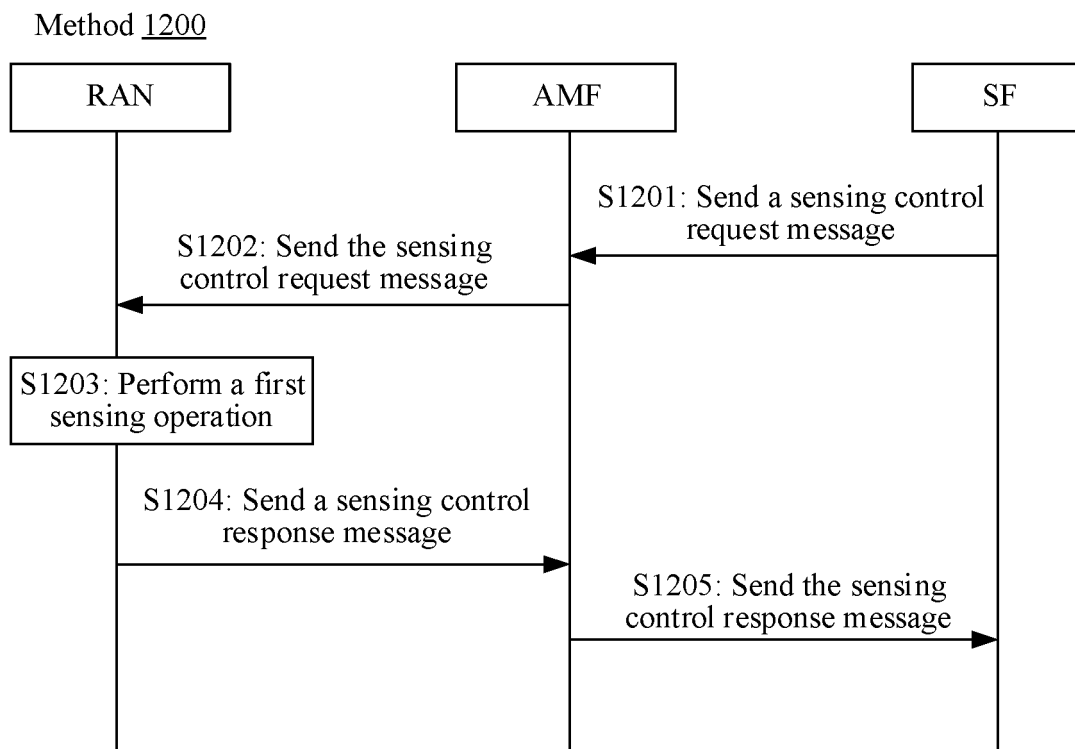 Method 1200
RAN
AMF
SF
S1201: Send a sensing control
request message
S1202: Send the sensing
control request message
S1203: Perform a first
sensing operation
S1204: Send a sensing control
response message
S1205: Send the sensing
control response message